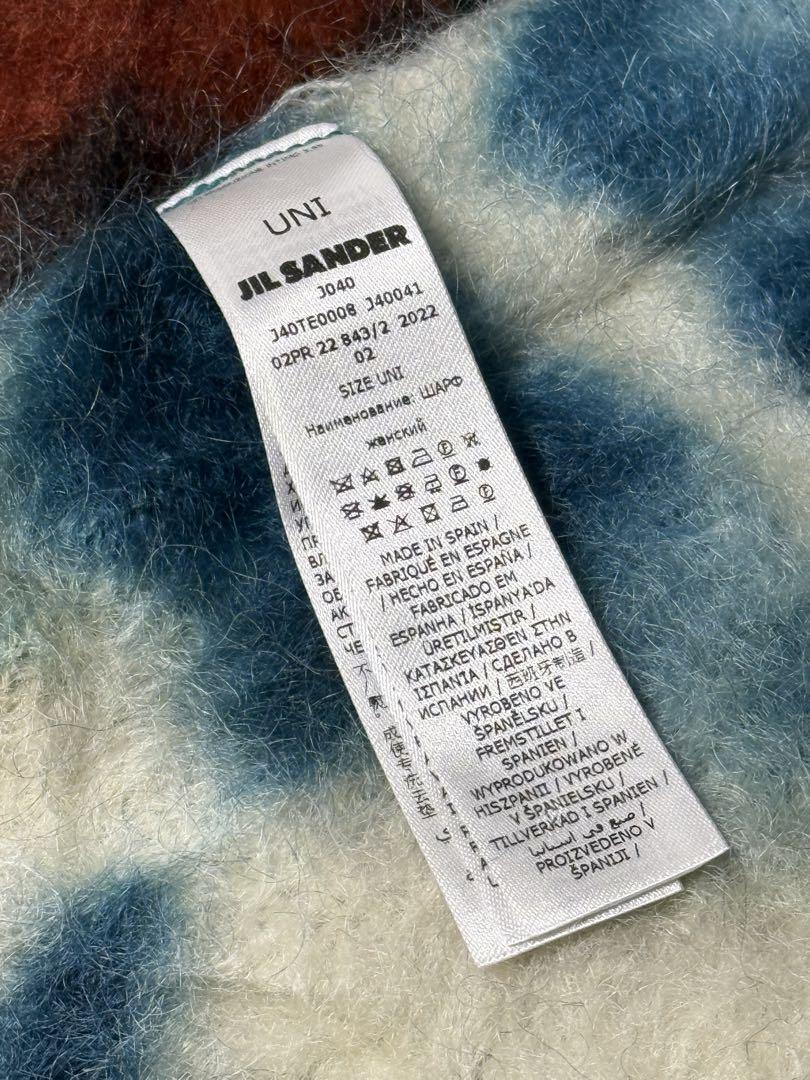 UNI
JIL SANDER
J040
J40TE0008 J40041
02PR 22 843/2 2022
02
SIZE UNI
Наименование: ШАРФ
женский
MADE IN SPAIN /
FABRIQUÉ EN ESPAGNE
/ HECHO EN ESPAÑA /
FABRICADO EM
ESPANHA / ISPANYA'DA
ÜRETILMISTIR /
ΚΑΤΑΣΚΕΥΑΣΘΕΝ ΣΤΗΝ
ΙΣΠΑΝΙΑ / СДЕЛАНО В
ИСПАНИИ / 西班牙制造 /
VYROBENO VE
ŠPANĚLSKU /
FREMSTILLET I
SPANIEN /
WYPRODUKOWANO W
HISZPANII / VYROBENÉ
V ŠPANIELSKU /
TILLVERKAD I SPANIEN /
صنع في اسبانيا /
PROIZVEDENO V
ŠPANIJI /